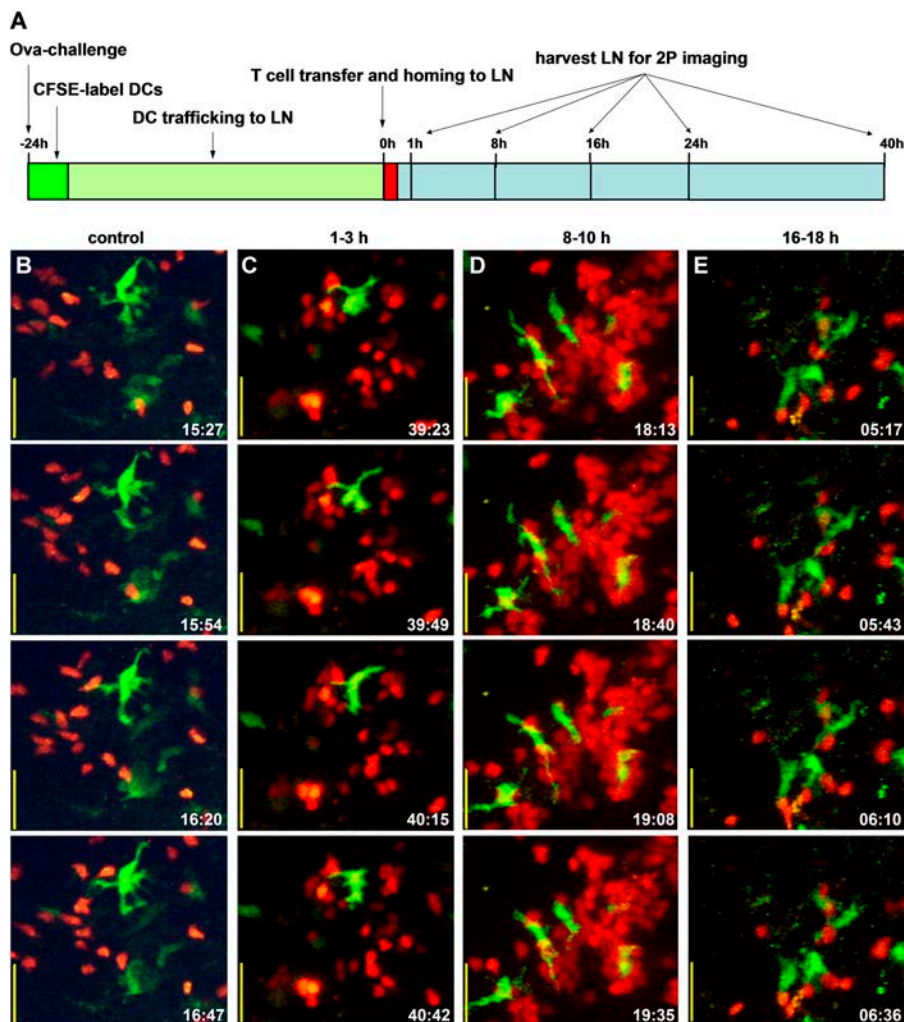 A
Ova-challenge
CFSE-label DCs
DC trafficking to LN
T cell transfer and homing to LN
harvest LN for 2P imaging
-24h
0h
1h
8h
16h
24h
40h
control
1-3 h
8-10 h
16-18 h
B
C
D
E
15:27
39:23
18:13
05:17
15:54
39:49
18:40
05:43
16:20
40:15
19:08
06:10
16:47
40:42
19:35
06:36